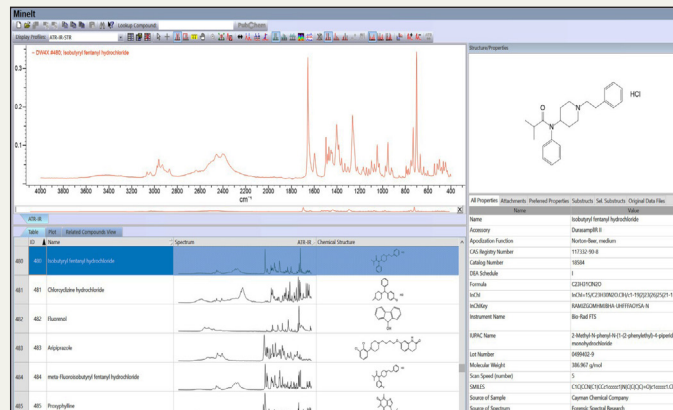 MineIt
Lookup Compound:
PubChem
Display Profiles: ATR-IR-STR
Structure/Properties
DWAX #480; Isobutyryl fentanyl hydrochloride
0.3
0.2
0.1
4000 3800 3600 3400 3200 3000 2800 2600 2400 2200 2000 1800 1600 1400 1200 1000 800 600 400
cm⁻¹
HCl
O
N
N
ATR-IR
Table Plot Related Compounds View
ID Name Spectrum ATR-IR Chemical Structure
480 480 Isobutyryl fentanyl hydrochloride
481 481 Chlorcyclizine hydrochloride
482 482 Fluorenol
483 483 Aripiprazole
484 484 meta-Fluoroisobutyryl fentanyl hydrochloride
485 485 Proxyphylline
All Properties Attachments Preferred Properties Substructs Sel. Substructs Original Data Files
Name Value
Name Isobutyryl fentanyl hydrochloride
Accessory DurasamplIR II
Apodization Function Norton-Beer, medium
CAS Registry Number 117332-90-6
Catalog Number 18584
DEA Schedule I
Formula
InChI
InChIKey
Instrument Name Bio-Rad FTS
IUPAC Name 2-Methyl-N-phenyl-N-(1-(2-phenylethyl)-4-piperid
monohydrochloride
Lot Number 0499402-9
Molecular Weight 386.967 g/mol
Scan Speed (number) 5
SMILES
Source of Sample Cayman Chemical Company
Source of Spectrum Forensic Spectral Research